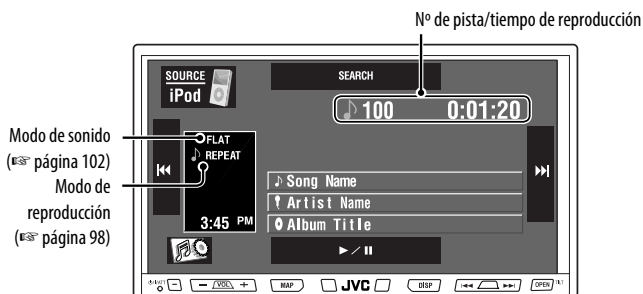 Nº de pista/tiempo de reproducción
SOURCE
iPod
SEARCH
♪ 100 0:01:20
Modo de sonido
(☞ página 102)
FLAT
♪ REPEAT
Modo de
reproducción
(☞ página 98)
Song Name
Artist Name
Album Title
3:45 PM
►/II
/BATT
− VOL +
MAP
JVC
DISP
OPEN
TILT